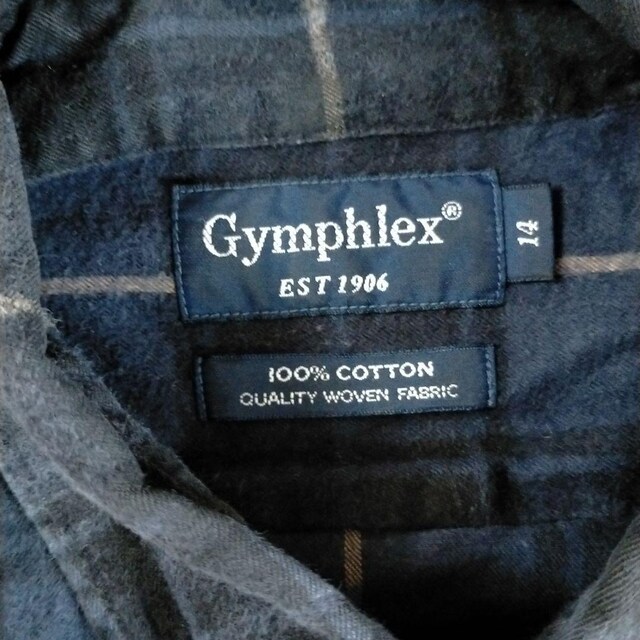 Gymphlex®
EST 1906
14
100% COTTON
QUALITY WOVEN FABRIC